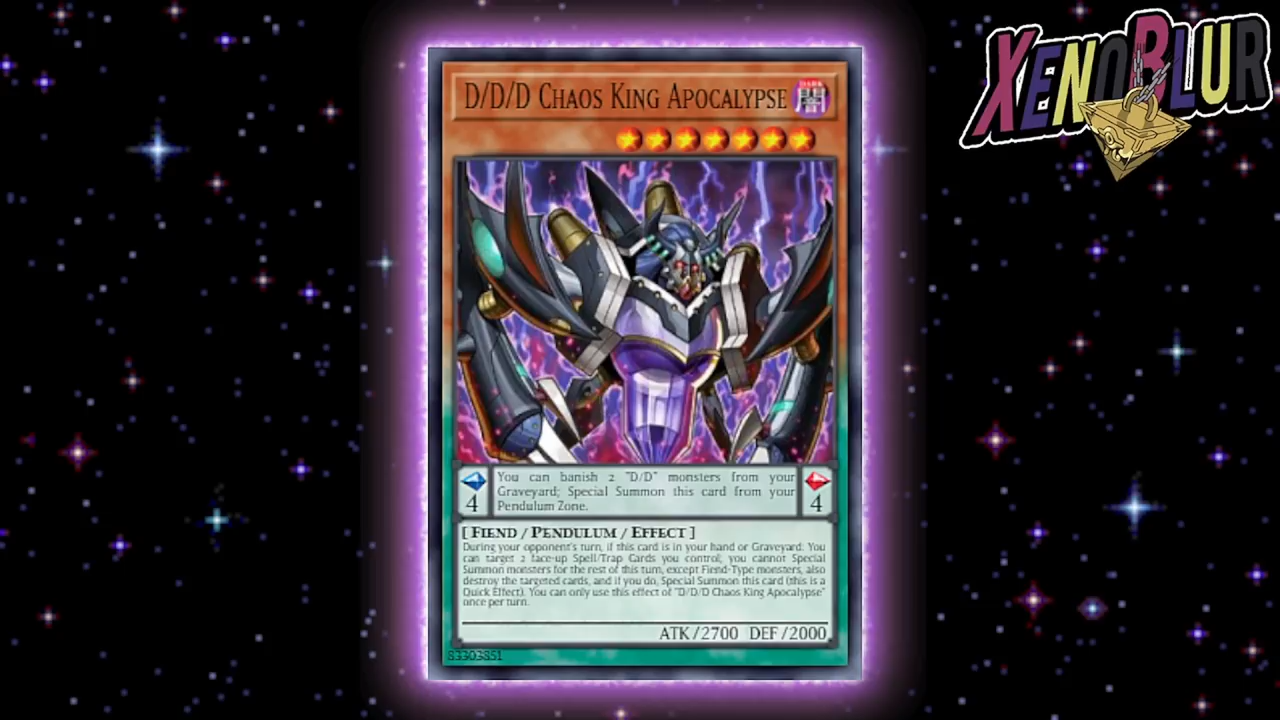 XENOBLUR
D/D/D CHAOS KING APOCALYPSE
DARK
You can banish 2 "D/D" monsters from your
Graveyard; Special Summon this card from your
Pendulum Zone.
4
4
[ FIEND / PENDULUM / EFFECT ]
During your opponent's turn, if this card is in your hand or Graveyard: You
can target 2 face-up Spell/Trap Cards you control; you cannot Special
Summon monsters for the rest of this turn, except Fiend-Type monsters, also
destroy the targeted cards, and if you do, Special Summon this card (this is a
Quick Effect). You can only use this effect of "D/D/D Chaos King Apocalypse"
once per turn.
ATK/2700 DEF/2000
83303851